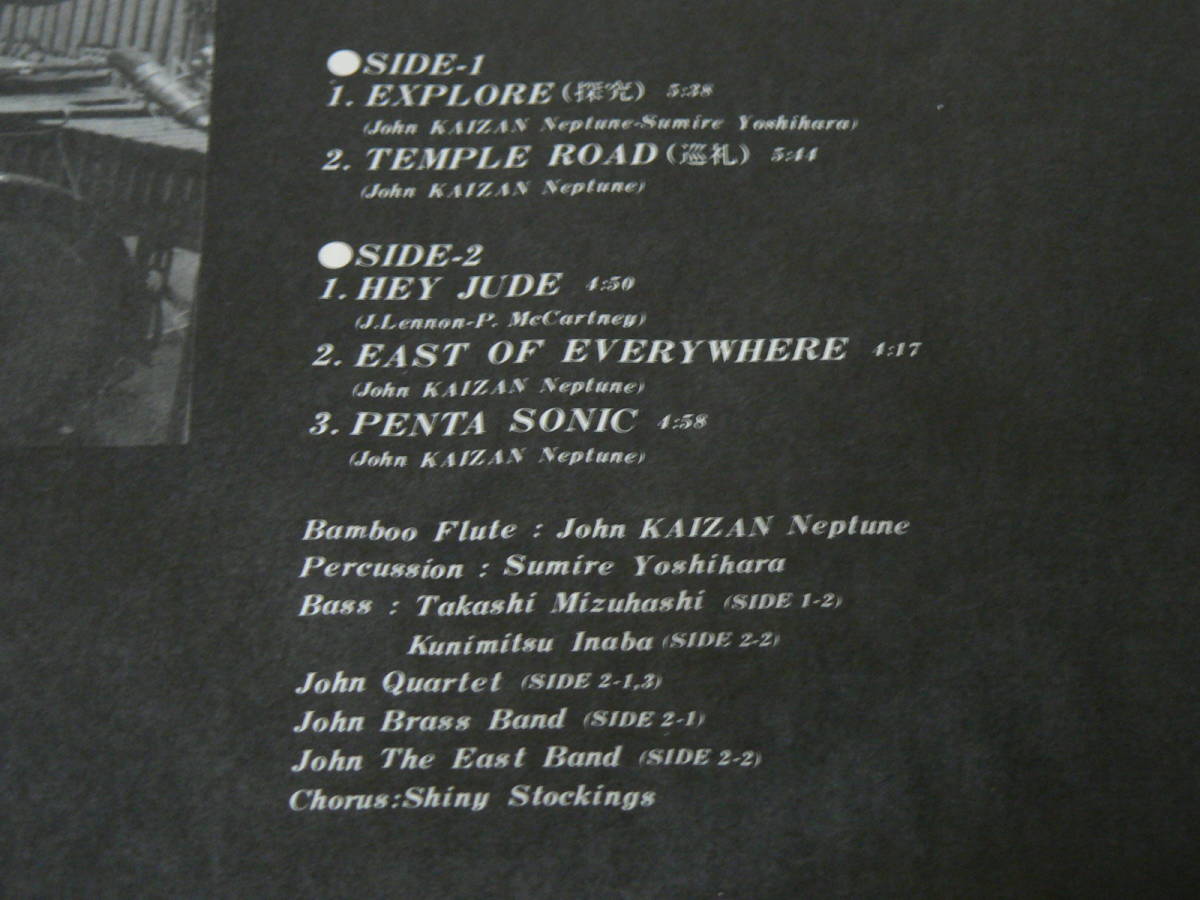 ●SIDE-1
1. EXPLORE (探究) 5:38
(John KAIZAN Neptune-Sumire Yoshihara)
2. TEMPLE ROAD (巡礼) 5:44
(John KAIZAN Neptune)
●SIDE-2
1. HEY JUDE 4:50
(J.Lennon-P. McCartney)
2. EAST OF EVERYWHERE 4:17
(John KAIZAN Neptune)
3. PENTA SONIC 4:58
(John KAIZAN Neptune)
Bamboo Flute : John KAIZAN Neptune
Percussion : Sumire Yoshihara
Bass : Takashi Mizuhashi (SIDE 1-2)
Kunimitsu Inaba (SIDE 2-2)
John Quartet (SIDE 2-1,3)
John Brass Band (SIDE 2-1)
John The East Band (SIDE 2-2)
Chorus:Shiny Stockings